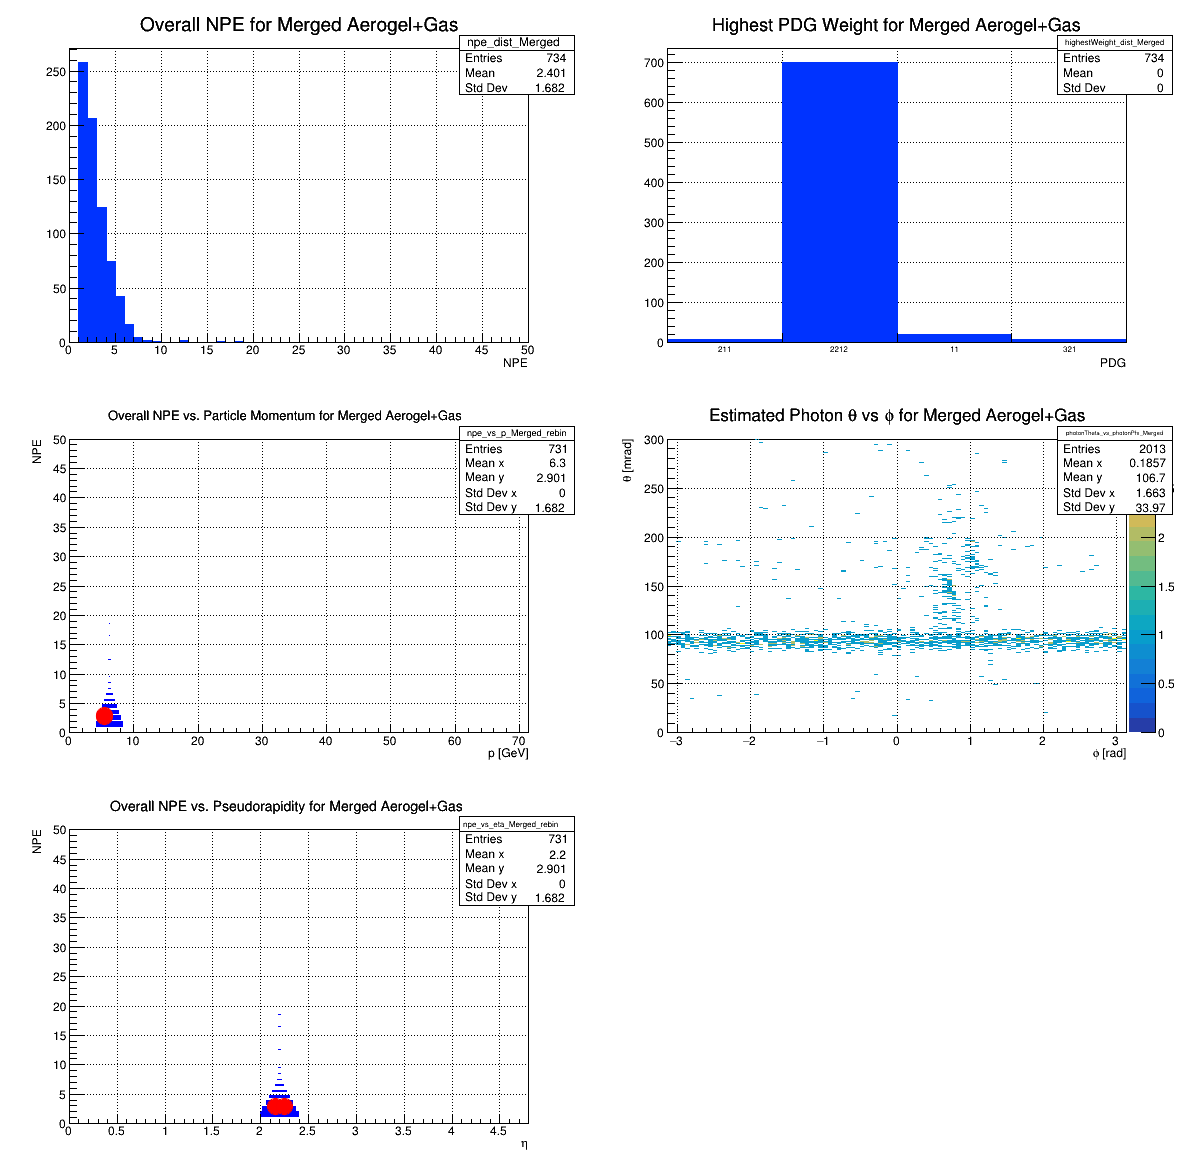 Overall NPE for Merged Aerogel+Gas
npe_dist_Merged
Entries 734
Mean 2.401
Std Dev 1.682
250
200
150
100
50
0
0 5 10 15 20 25 30 35 40 45 50
NPE
Highest PDG Weight for Merged Aerogel+Gas
highestWeight_dist_Merged
Entries 734
Mean 0
Std Dev 0
700
600
500
400
300
200
100
0
211 2212 11 321
PDG
Overall NPE vs. Particle Momentum for Merged Aerogel+Gas
npe_vs_p_Merged_rebin
Entries 731
Mean x 6.3
Mean y 2.901
Std Dev x 0
Std Dev y 1.682
NPE
50
45
40
35
30
25
20
15
10
5
0
0 10 20 30 40 50 60 70
p [GeV]
Estimated Photon θ vs ϕ for Merged Aerogel+Gas
photonTheta_vs_photonPhi_Merged
Entries 2013
Mean x 0.1857
Mean y 106.7
Std Dev x 1.663
Std Dev y 33.97
θ [mrad]
300
250
200
150
100
50
0
−3 −2 −1 0 1 2 3
ϕ [rad]
2
1.5
1
0.5
0
Overall NPE vs. Pseudorapidity for Merged Aerogel+Gas
npe_vs_eta_Merged_rebin
Entries 731
Mean x 2.2
Mean y 2.901
Std Dev x 0
Std Dev y 1.682
NPE
50
45
40
35
30
25
20
15
10
5
0
0 0.5 1 1.5 2 2.5 3 3.5 4 4.5
η